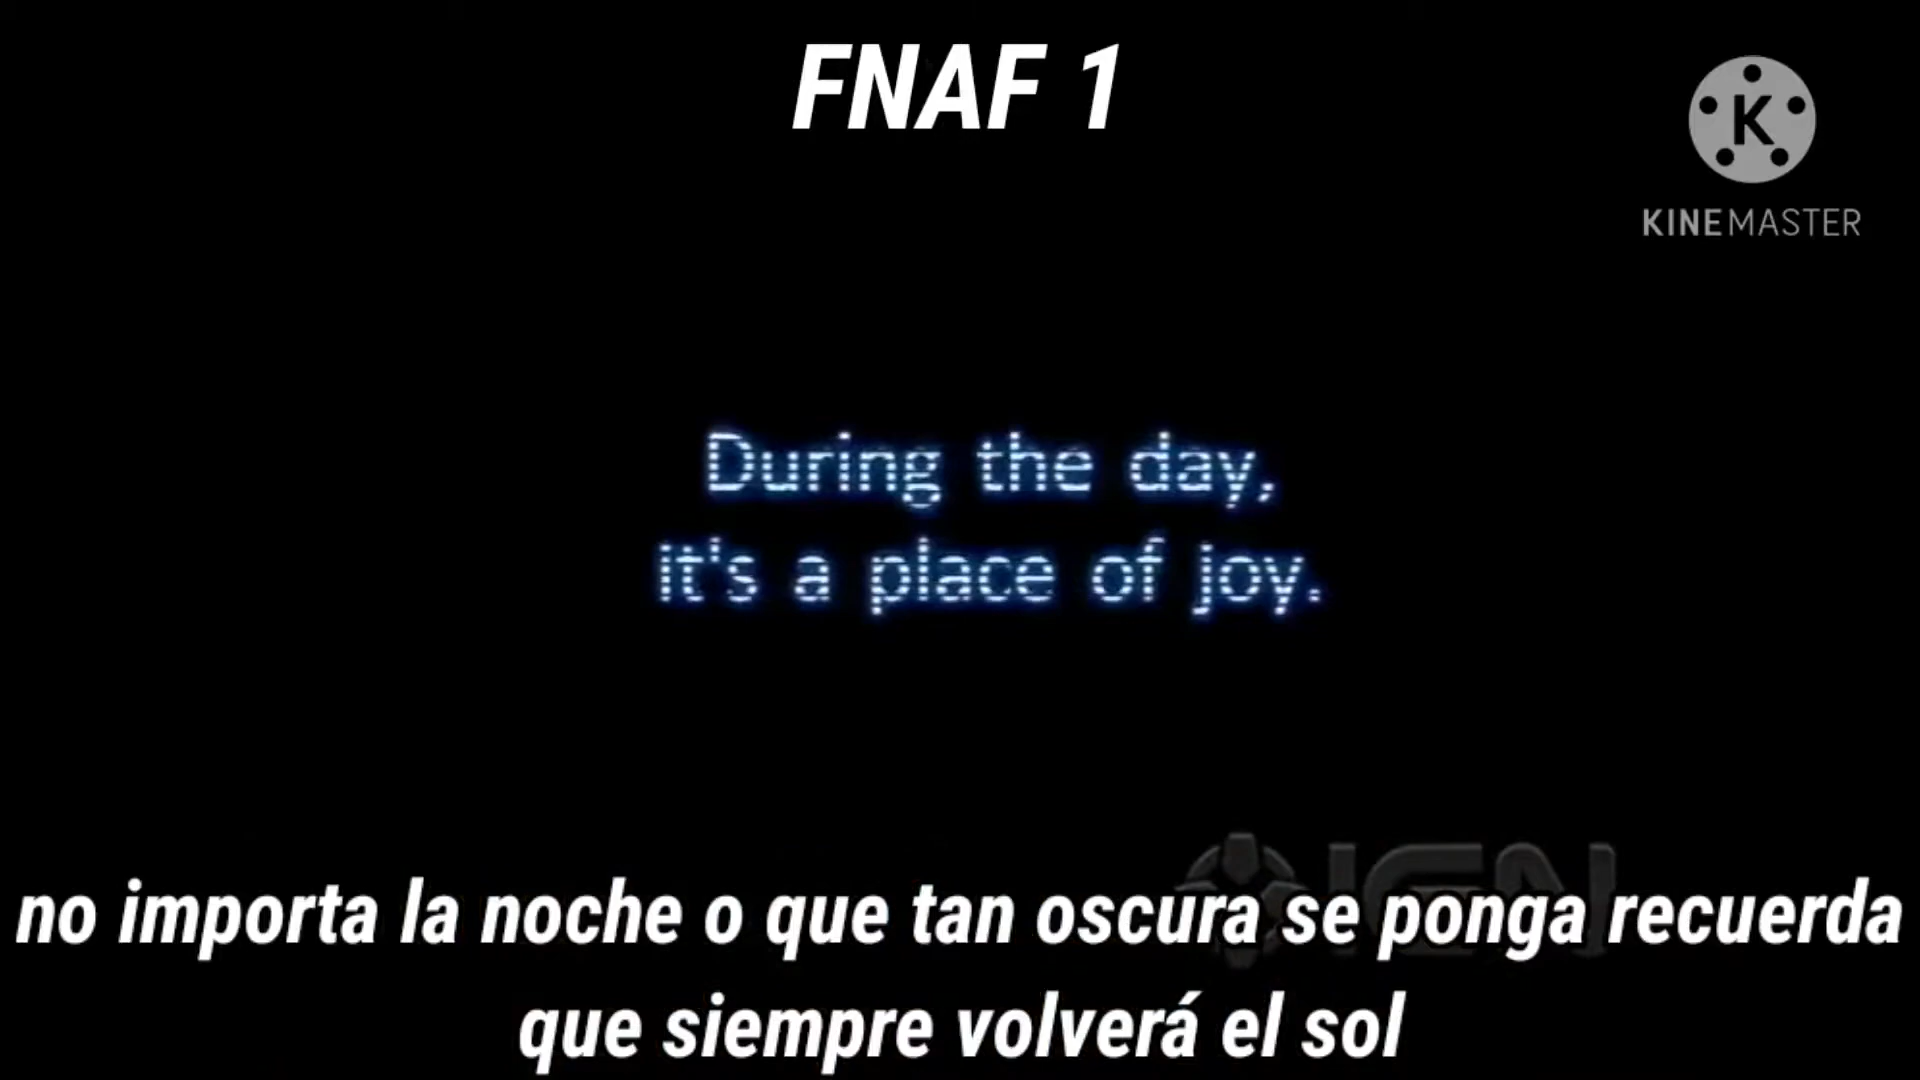 FNAF 1
K
KINEMASTER
During the day,
it's a place of joy.
IGN
no importa la noche o que tan oscura se ponga recuerda
que siempre volverá el sol